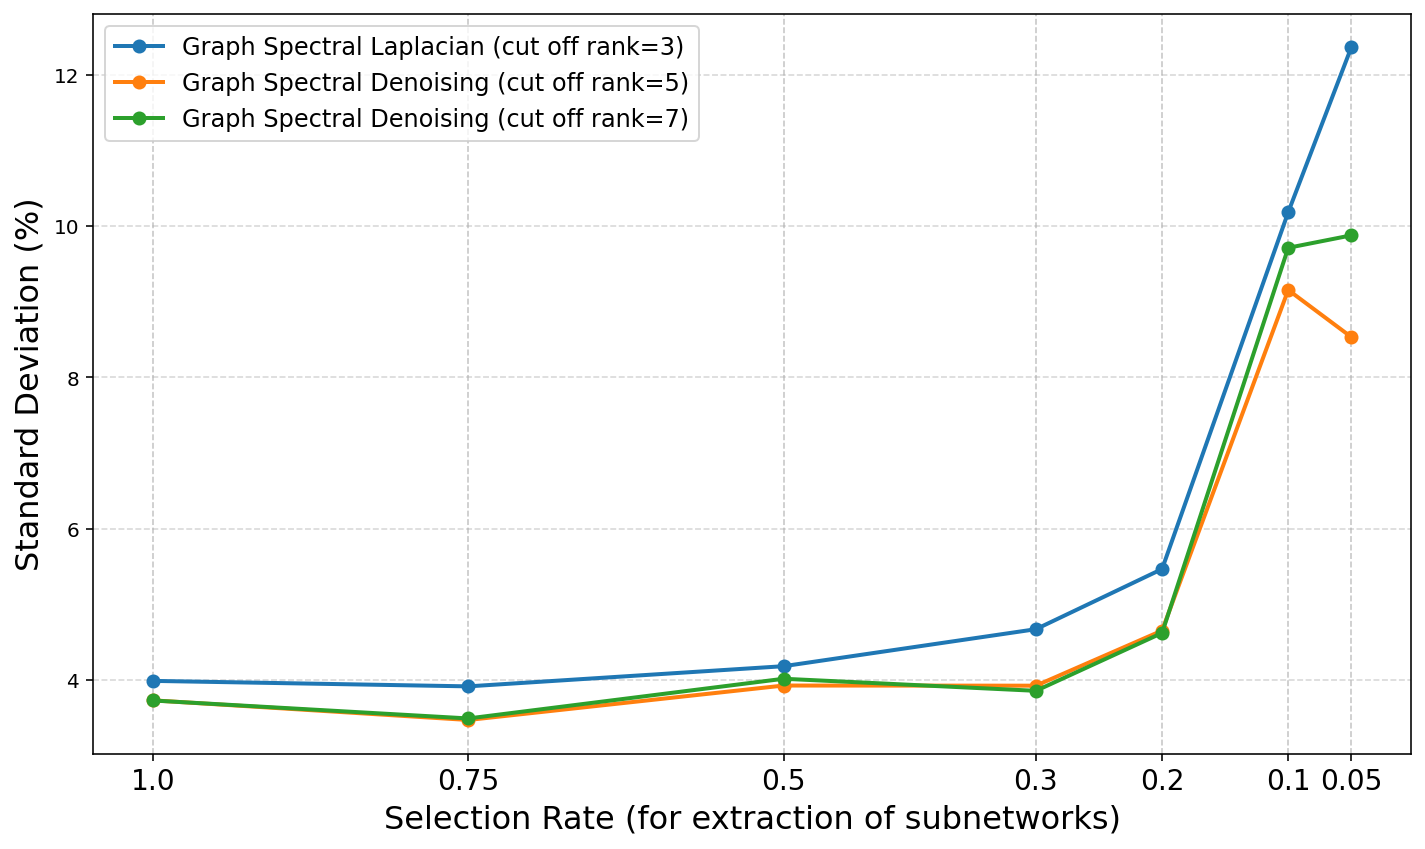 Graph Spectral Laplacian (cut off rank=3)
Graph Spectral Denoising (cut off rank=5)
Graph Spectral Denoising (cut off rank=7)
Standard Deviation (%)
12
10
8
6
4
1.0 0.75 0.5 0.3 0.2 0.1 0.05
Selection Rate (for extraction of subnetworks)